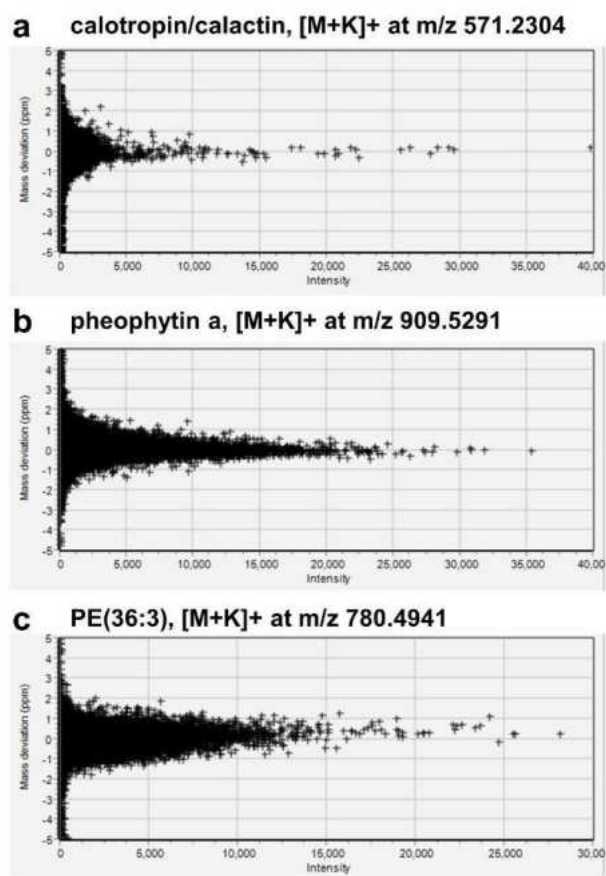 a calotropin/calactin, [M+K]+ at m/z 571.2304
Mass deviation (ppm)
5
4
3
2
1
0
-1
-2
-3
-4
-5
0 5,000 10,000 15,000 20,000 25,000 30,000 35,000 40,00
Intensity
b pheophytin a, [M+K]+ at m/z 909.5291
Mass deviation (ppm)
5
4
3
2
1
0
-1
-2
-3
-4
-5
0 5,000 10,000 15,000 20,000 25,000 30,000 35,000 40,00
Intensity
c PE(36:3), [M+K]+ at m/z 780.4941
Mass deviation (ppm)
5
4
3
2
1
0
-1
-2
-3
-4
-5
0 5,000 10,000 15,000 20,000 25,000 30,00
Intensity